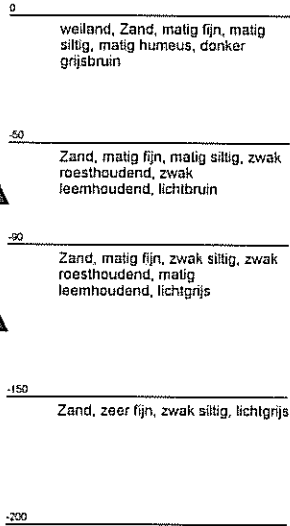 0
weiland, Zand, matig fijn, matig
siltig, matig humeus, donker
grijsbruin
-50
Zand, matig fijn, matig siltig, zwak
roesthoudend, zwak
leemhoudend, lichtbruin
-90
Zand, matig fijn, zwak siltig, zwak
roesthoudend, matig
leemhoudend, lichtgrijs
-150
Zand, zeer fijn, zwak siltig, lichtgrijs
-200